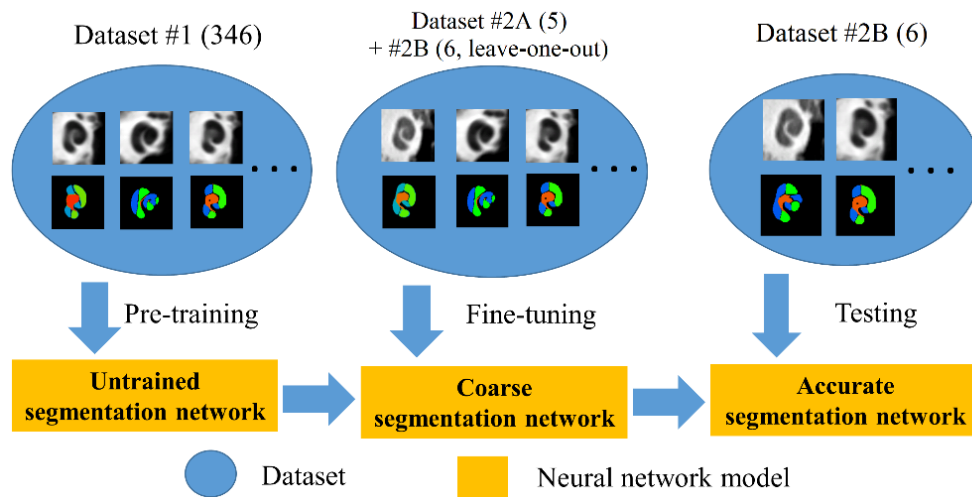 Dataset #1 (346)
Dataset #2A (5)
+ #2B (6, leave-one-out)
Dataset #2B (6)
Pre-training
Fine-tuning
Testing
Untrained
segmentation network
Coarse
segmentation network
Accurate
segmentation network
Dataset
Neural network model